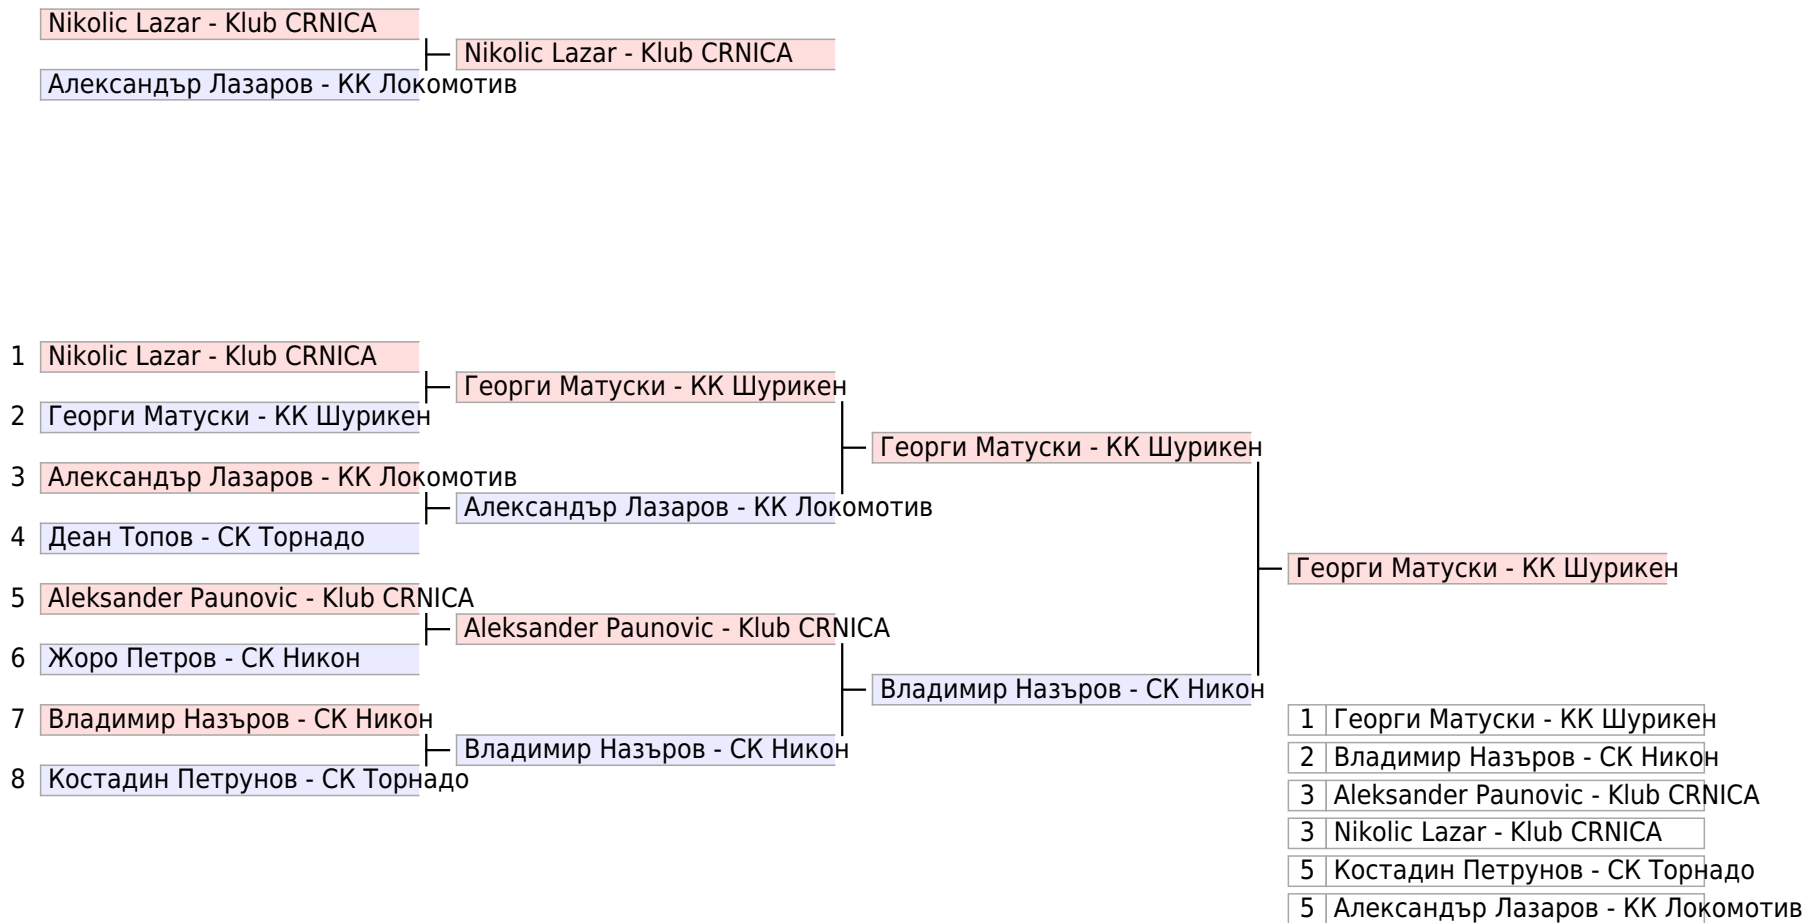 Nikolic Lazar - Klub CRNICA
Nikolic Lazar - Klub CRNICA
Александър Лазаров - КК Локомотив
1 Nikolic Lazar - Klub CRNICA
Георги Матуски - КК Шурикен
2 Георги Матуски - КК Шурикен
Георги Матуски - КК Шурикен
3 Александър Лазаров - КК Локомотив
Александър Лазаров - КК Локомотив
4 Деан Топов - СК Торнадо
Георги Матуски - КК Шурикен
5 Aleksander Paunovic - Klub CRNICA
Aleksander Paunovic - Klub CRNICA
6 Жоро Петров - СК Никон
Владимир Назъров - СК Никон
7 Владимир Назъров - СК Никон
Владимир Назъров - СК Никон
8 Костадин Петрунов - СК Торнадо
1 Георги Матуски - КК Шурикен
2 Владимир Назъров - СК Никон
3 Aleksander Paunovic - Klub CRNICA
3 Nikolic Lazar - Klub CRNICA
5 Костадин Петрунов - СК Торнадо
5 Александър Лазаров - КК Локомотив